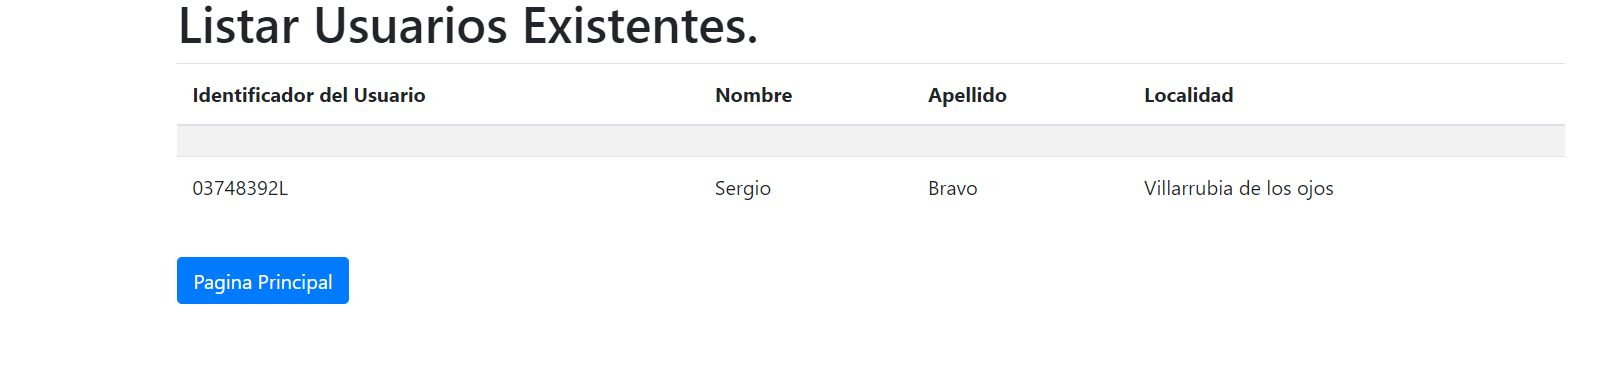 Listar Usuarios Existentes.
Identificador del Usuario Nombre Apellido Localidad
03748392L Sergio Bravo Villarrubia de los ojos
Pagina Principal